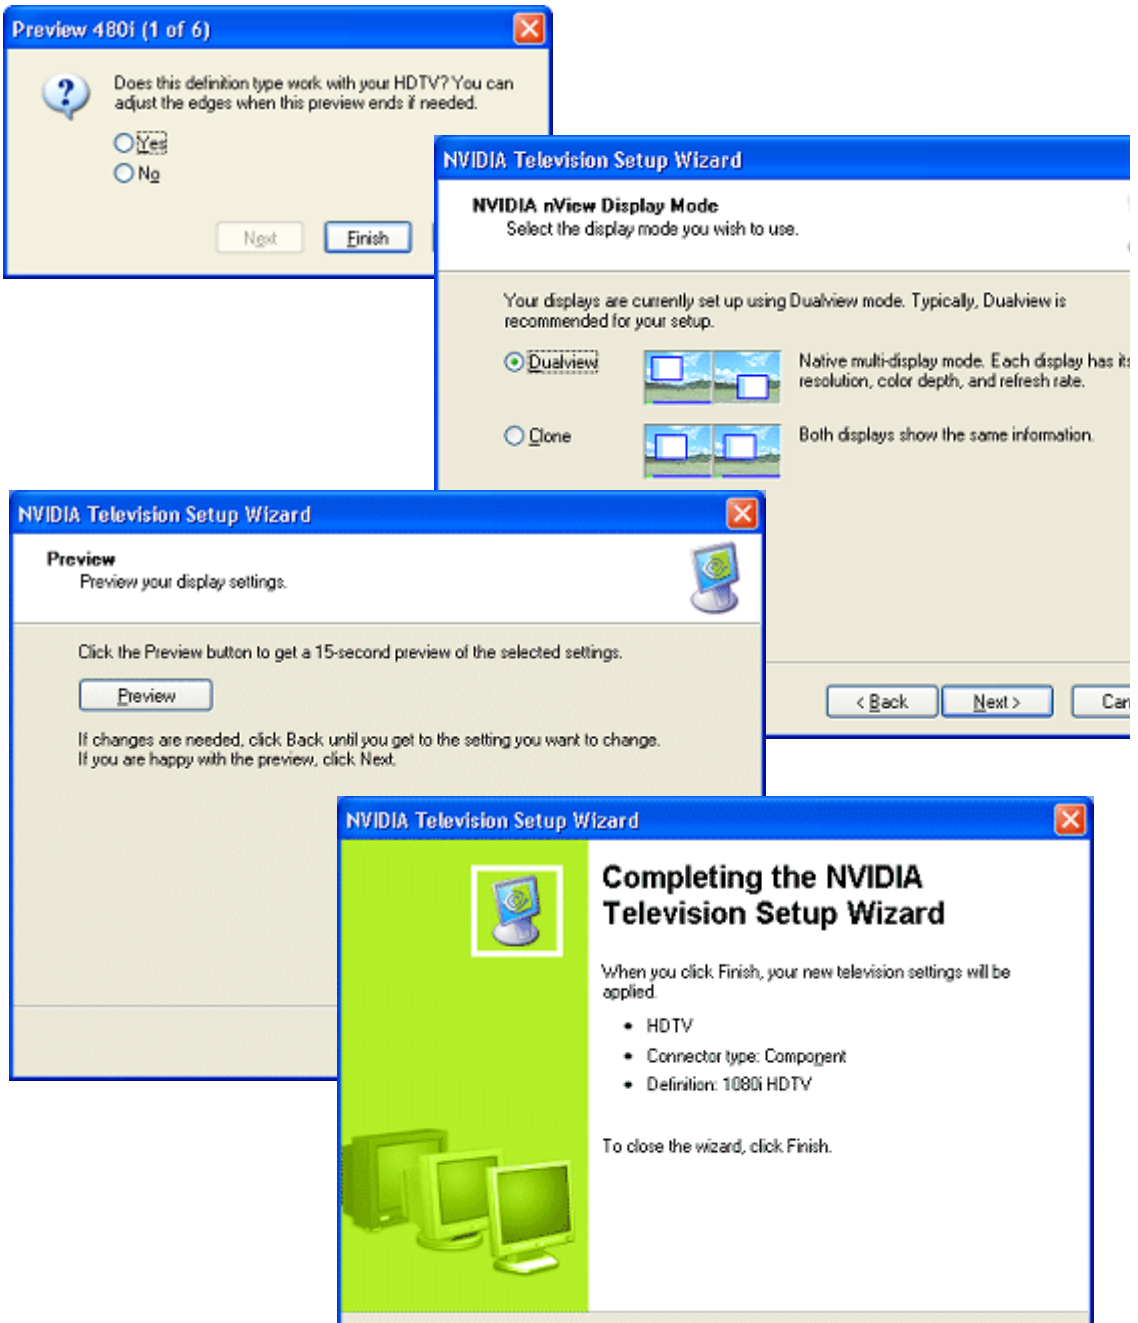 Preview 480i (1 of 6)
Does this definition type work with your HDTV? You can
adjust the edges when this preview ends if needed.
Yes
No
Next
Finish
NVIDIA Television Setup Wizard
NVIDIA nView Display Mode
Select the display mode you wish to use.
Your displays are currently set up using Dualview mode. Typically, Dualview is
recommended for your setup.
Dualview
Native multi-display mode. Each display has its
resolution, color depth, and refresh rate.
Clone
Both displays show the same information.
< Back
Next >
NVIDIA Television Setup Wizard
Preview
Preview your display settings.
Click the Preview button to get a 15-second preview of the selected settings.
Preview
If changes are needed, click Back until you get to the setting you want to change.
If you are happy with the preview, click Next.
NVIDIA Television Setup Wizard
Completing the NVIDIA
Television Setup Wizard
When you click Finish, your new television settings will be
applied.
• HDTV
• Connector type: Component
• Definition: 1080i HDTV
To close the wizard, click Finish.